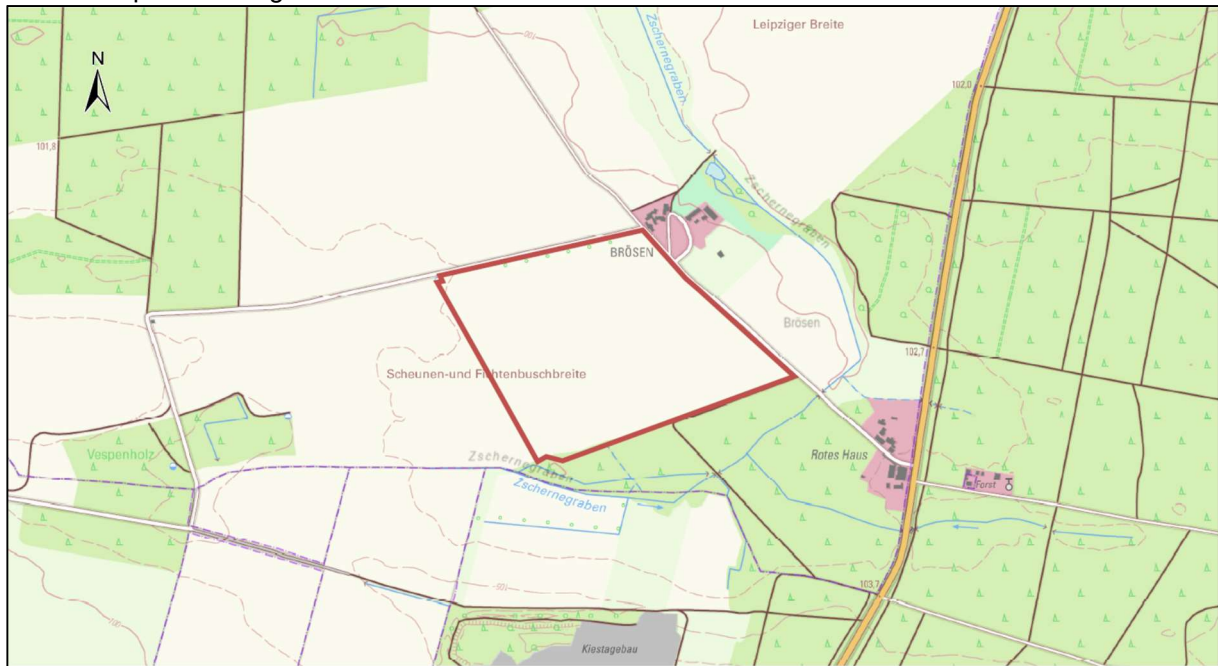 Leipziger Breite
N
Zschernegraben
102,0
101,8
Zschernegraben
BRÖSEN
Brösen
102,7
Scheunen-und Fichtenbuschbreite
Vespenholz
Rotes Haus
Zschernegraben
Forst
Zschernegraben
103,7
Kiestagebau